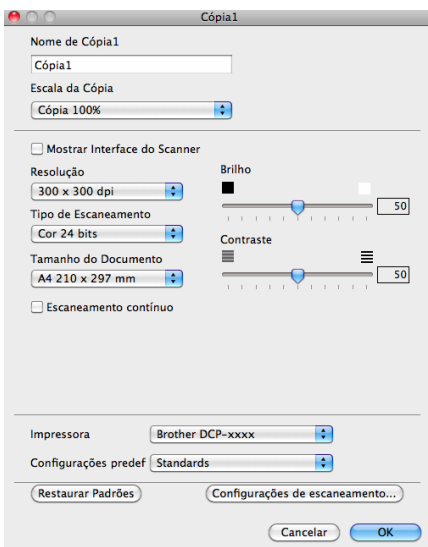 Cópia1
Nome de Cópia1
Cópia1
Escala da Cópia
Cópia 100%
Mostrar Interface do Scanner
Resolução
300 x 300 dpi
Tipo de Escaneamento
Cor 24 bits
Tamanho do Documento
A4 210 x 297 mm
Escaneamento contínuo
Brilho
50
Contraste
50
Impressora Brother DCP-xxxx
Configurações predef Standards
Restaurar Padrões Configurações de escaneamento...
Cancelar OK